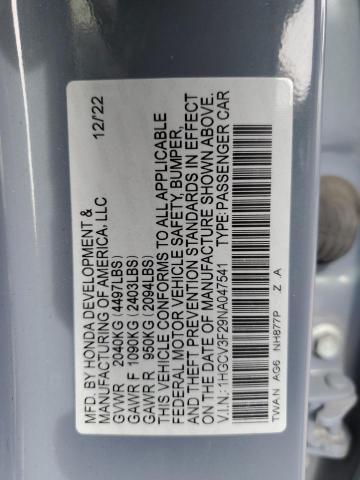 MFD. BY HONDA DEVELOPMENT & 12/22
MANUFACTURING OF AMERICA, LLC
GVWR 2040KG (4497LBS)
GAWR F 1090KG (2403LBS)
GAWR R 950KG (2094LBS)
THIS VEHICLE CONFORMS TO ALL APPLICABLE
FEDERAL MOTOR VEHICLE SAFETY, BUMPER,
AND THEFT PREVENTION STANDARDS IN EFFECT
ON THE DATE OF MANUFACTURE SHOWN ABOVE.
V.I.N.: 1HGCV3F29NA047541 TYPE: PASSENGER CAR
TWAN AG6 NH877P Z A